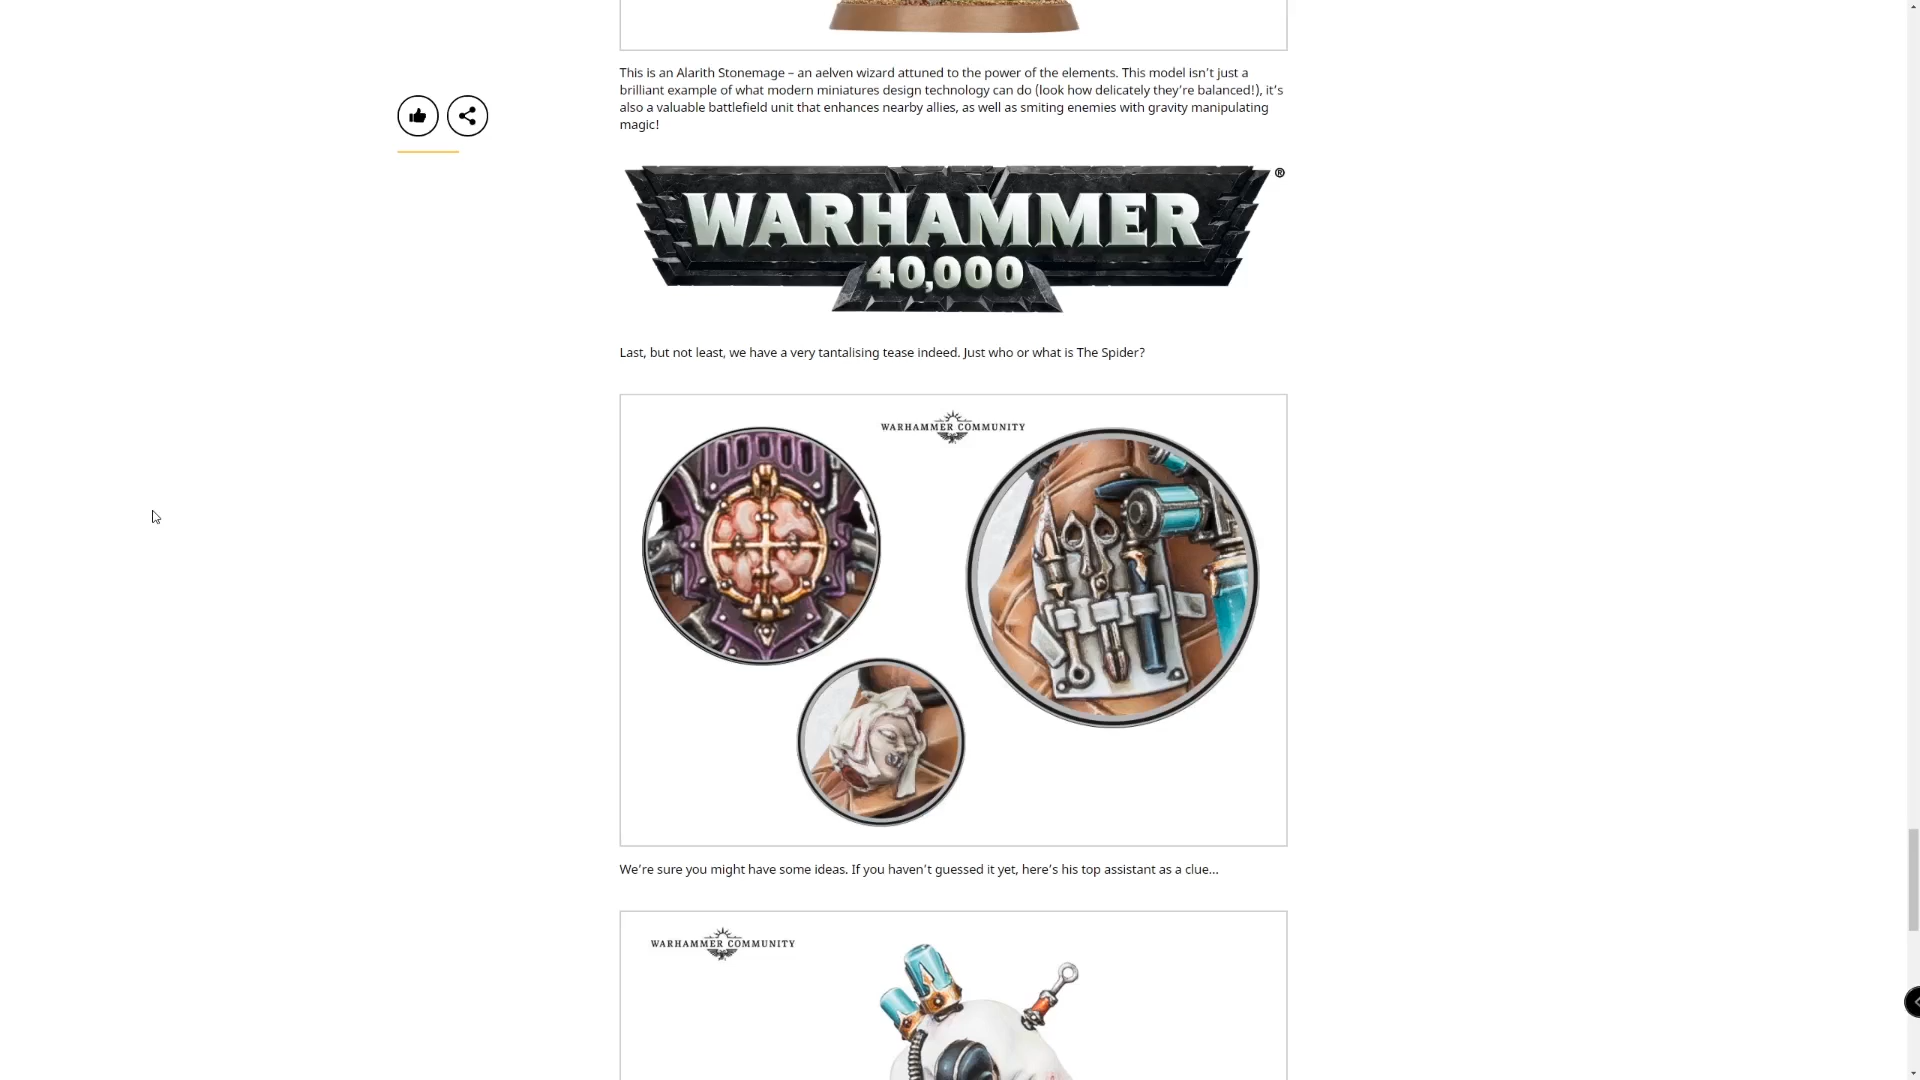 This is an Alarith Stonemage – an aelven wizard attuned to the power of the elements. This model isn’t just a
brilliant example of what modern miniatures design technology can do (look how delicately they’re balanced!), it’s
also a valuable battlefield unit that enhances nearby allies, as well as smiting enemies with gravity manipulating
magic!
WARHAMMER®
40,000
Last, but not least, we have a very tantalising tease indeed. Just who or what is The Spider?
WARHAMMER COMMUNITY
We’re sure you might have some ideas. If you haven’t guessed it yet, here’s his top assistant as a clue…
WARHAMMER COMMUNITY